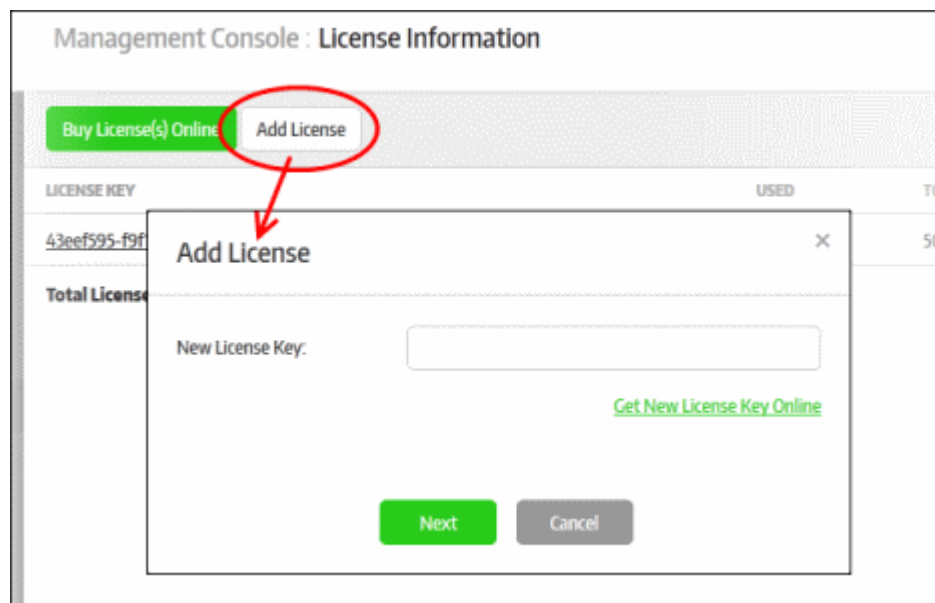 Management Console : License Information
Buy License(s) Online Add License
LICENSE KEY USED
43eef595-f9f
Add License ×
Total License
New License Key:
Get New License Key Online
Next Cancel